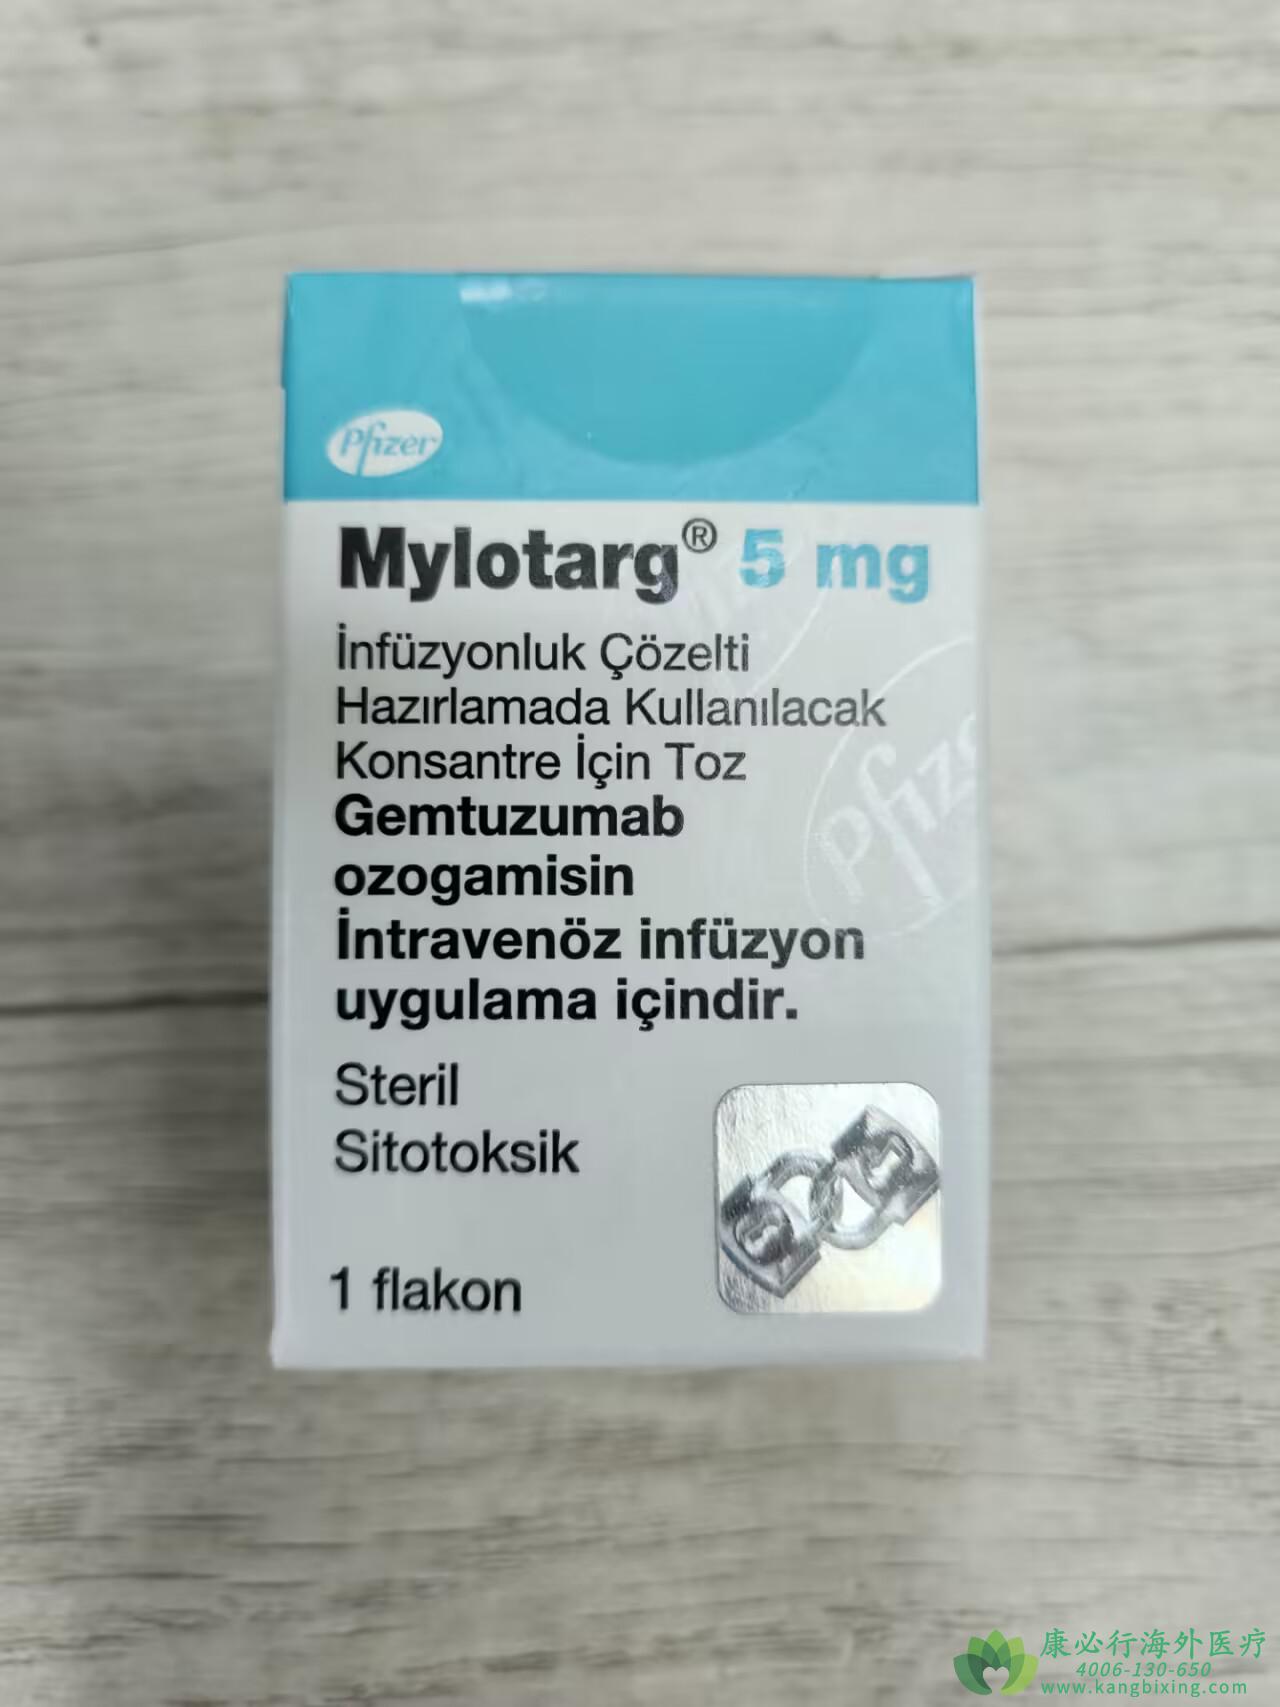 Pfizer
Mylotarg® 5 mg
İnfüzyonluk Çözelti
Hazırlamada Kullanılacak
Konsantre İçin Toz
Gemtuzumab
ozogamisin
İntravenöz infüzyon
uygulama içindir.
Steril
Sitotoksik
1 flakon
Pfize
康必行海外医疗
4006-130-650
www.kangbixing.com